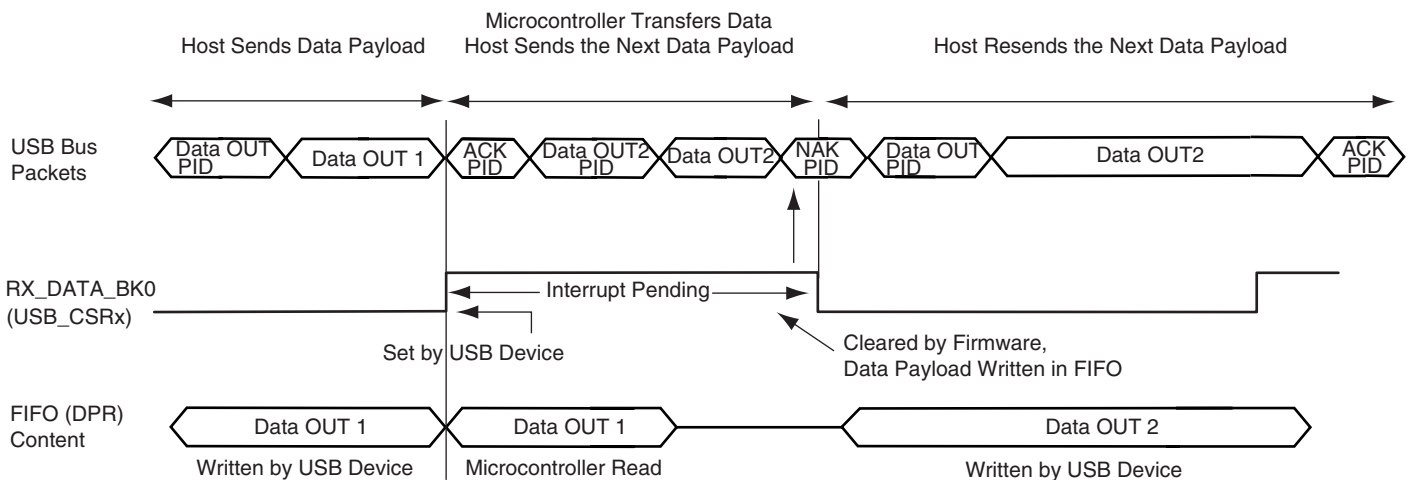 Microcontroller Transfers Data
Host Sends Data Payload
Host Sends the Next Data Payload
Host Resends the Next Data Payload
USB Bus
Packets
Data OUT
PID
Data OUT 1
ACK
PID
Data OUT2
PID
Data OUT2
NAK
PID
Data OUT
PID
Data OUT2
ACK
PID
RX_DATA_BK0
(USB_CSRx)
Interrupt Pending
Set by USB Device
Cleared by Firmware,
Data Payload Written in FIFO
FIFO (DPR)
Content
Data OUT 1
Data OUT 1
Data OUT 2
Written by USB Device
Microcontroller Read
Written by USB Device